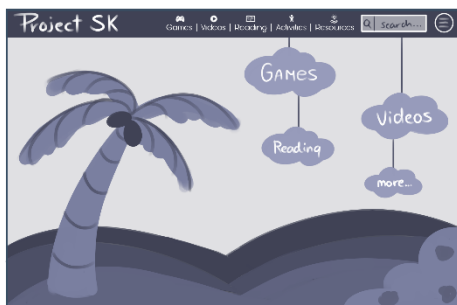 Project SK
Games | Videos | Reading | Activities | Resources
search...
Games
Videos
Reading
more...